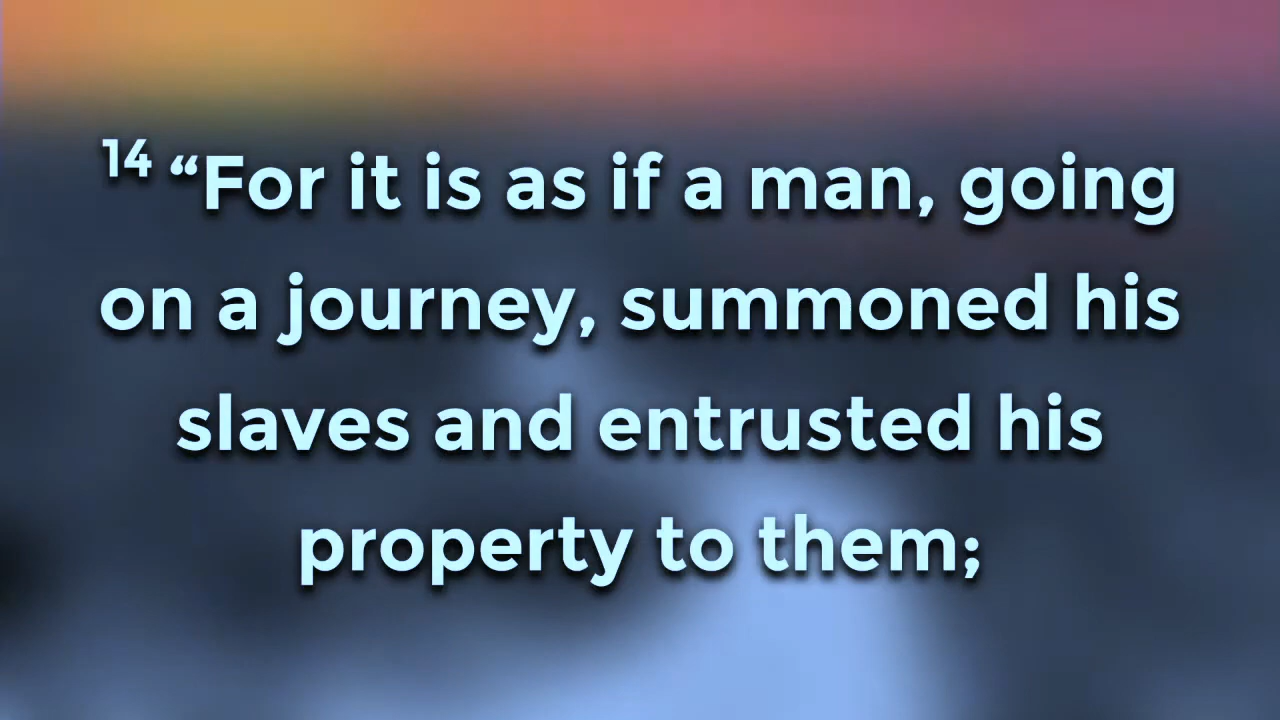 14 “For it is as if a man, going
on a journey, summoned his
slaves and entrusted his
property to them;